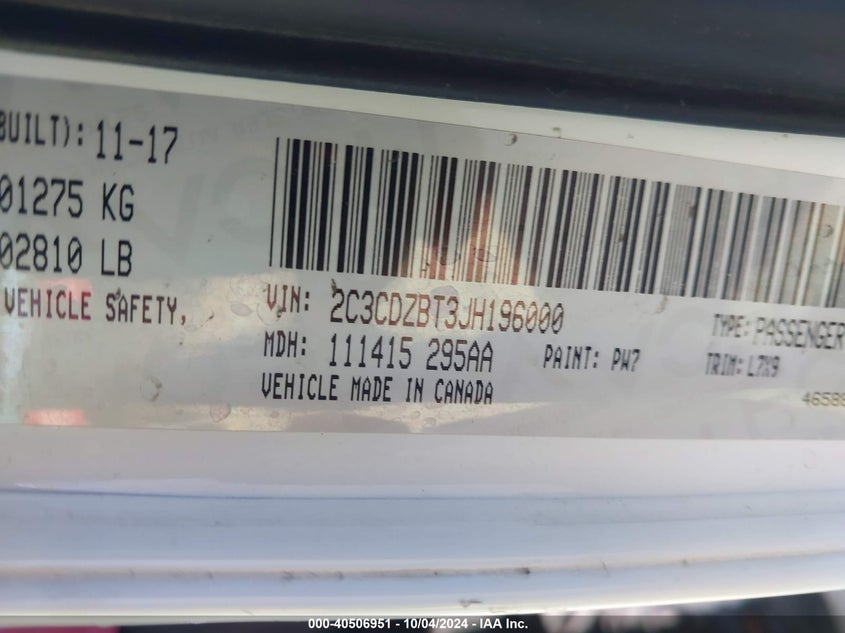 BUILT): 11-17
01275 KG
02810 LB
VEHICLE SAFETY,
VIN: 2C3CDZBT3JH196000 TYPE: PASSENGER
MDH: 111415 295AA PAINT: PW7 TRIM: L7X9
VEHICLE MADE IN CANADA
4658
000-40506951 - 10/04/2024 - IAA Inc.